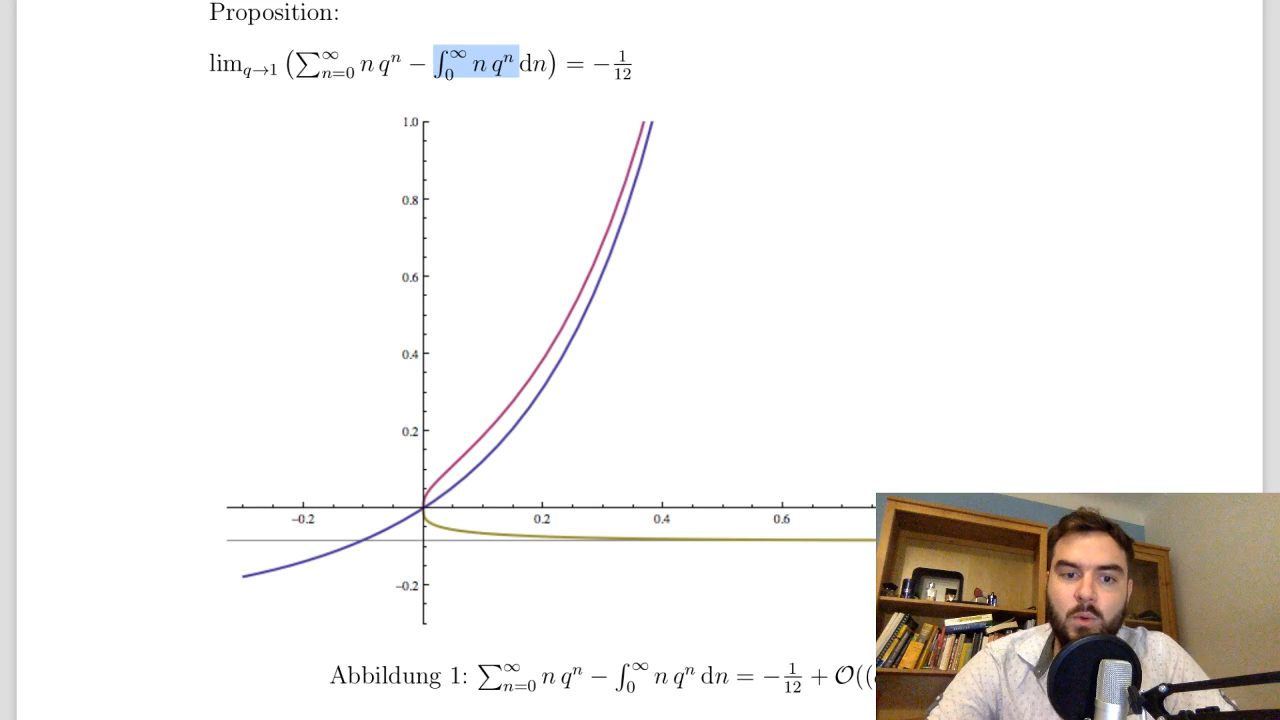 Proposition:
lim_{q→1} (∑_{n=0}^{∞} n q^n − ∫_0^∞ n q^n dn) = −1/12
1.0
0.8
0.6
0.4
0.2
−0.2 0.2 0.4 0.6
−0.2
Abbildung 1: ∑_{n=0}^{∞} n q^n − ∫_0^∞ n q^n dn = −1/12 + 𝒪((